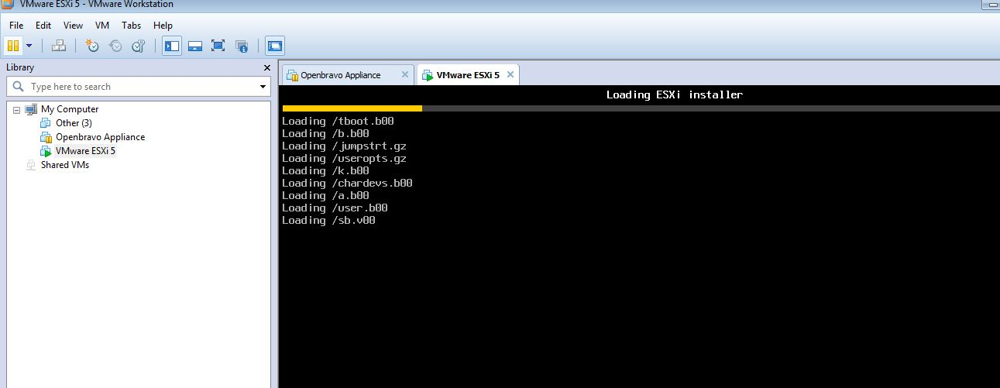 VMware ESXi 5 - VMware Workstation
File Edit View VM Tabs Help
Library
Type here to search
My Computer
Other (3)
Openbravo Appliance
VMware ESXi 5
Shared VMs
Openbravo Appliance
VMware ESXi 5
Loading ESXi installer
Loading /tboot.b00
Loading /b.b00
Loading /jumpstrt.gz
Loading /useropts.gz
Loading /k.b00
Loading /chardevs.b00
Loading /a.b00
Loading /user.b00
Loading /sb.v00